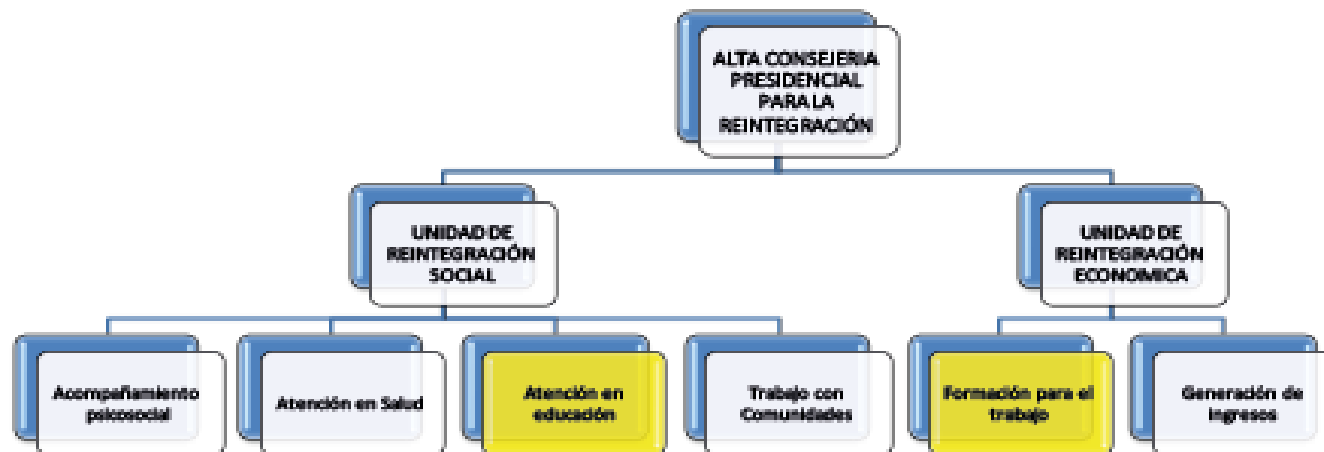 ALTA CONSEJERIA
PRESIDENCIAL
PARA LA
REINTEGRACIÓN
UNIDAD DE
REINTEGRACIÓN
SOCIAL
UNIDAD DE
REINTEGRACIÓN
ECONOMICA
Acompañamiento
psicosocial
Atención en Salud
Atención en
educación
Trabajo con
Comunidades
Formación para el
trabajo
Generación de
Ingresos